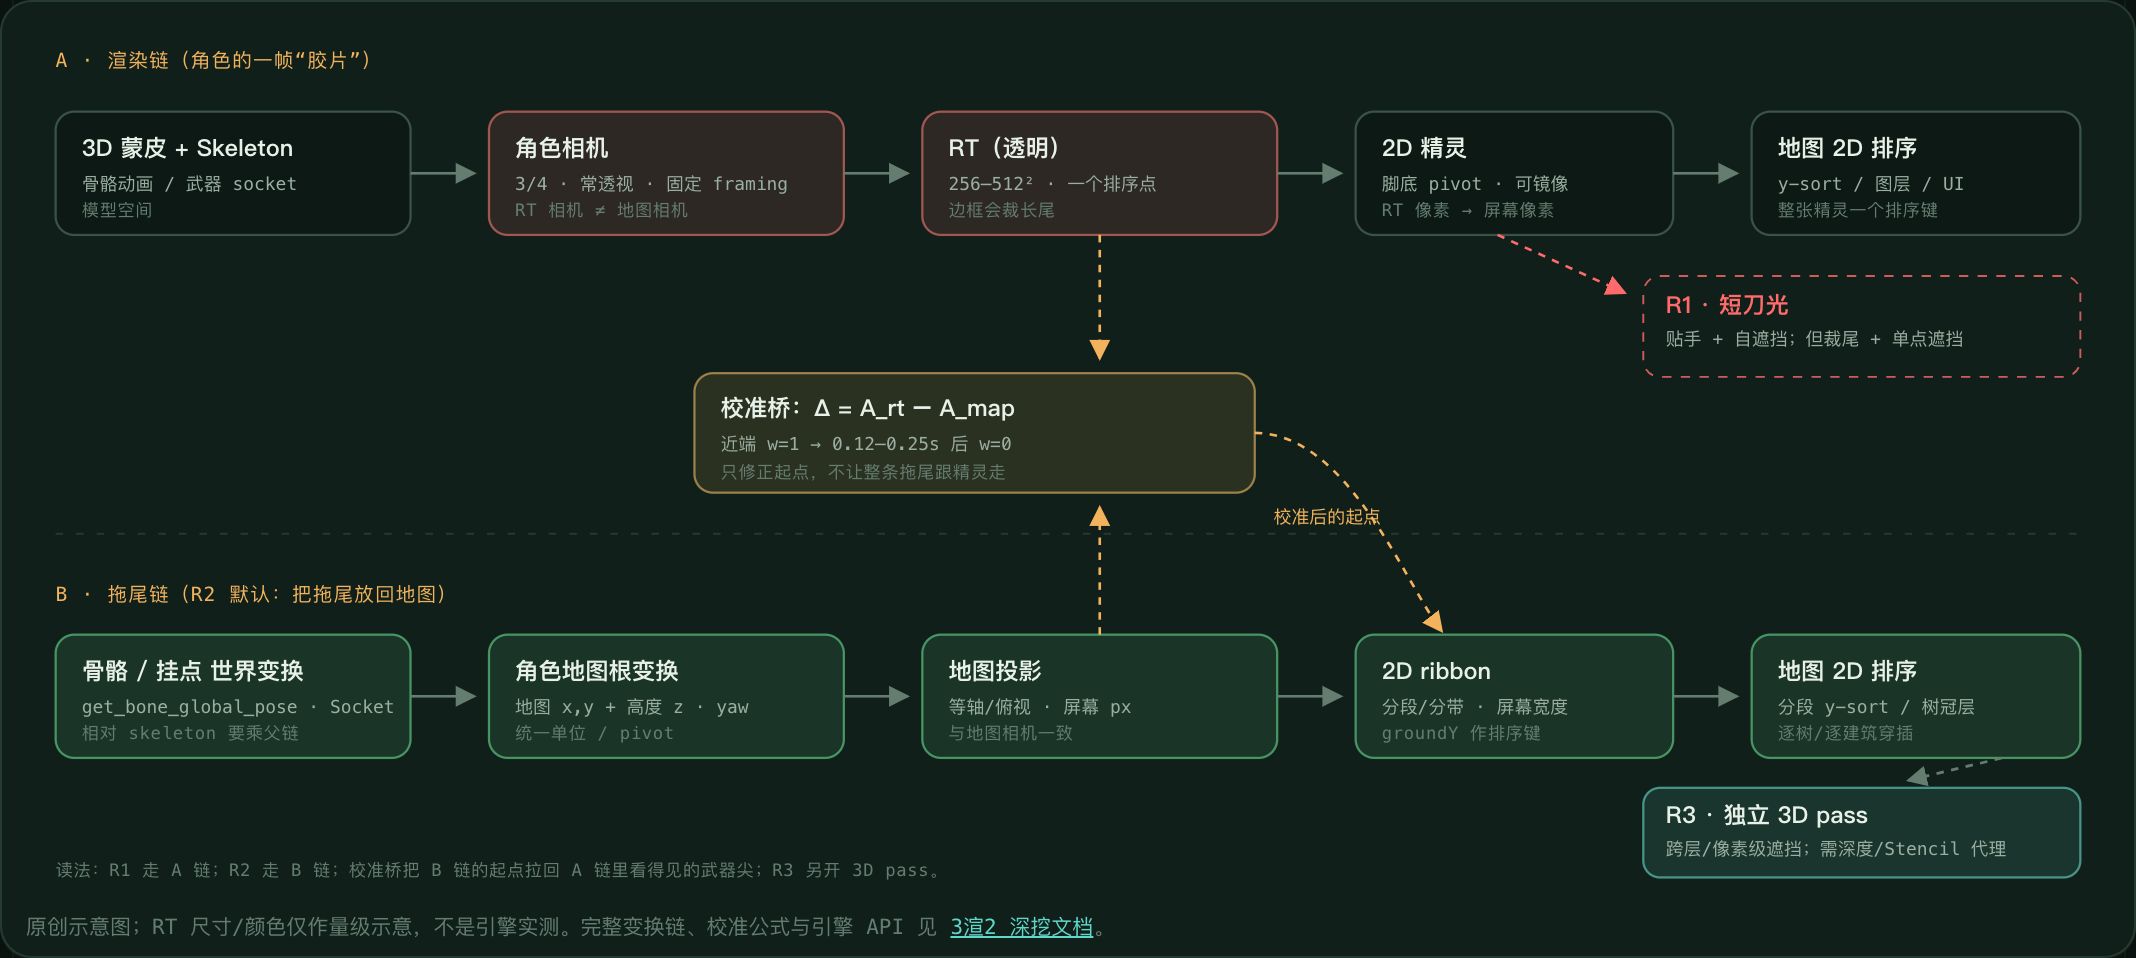 A · 渲染链（角色的一帧“胶片”）
3D 蒙皮 + Skeleton
骨骼动画 / 武器 socket
模型空间
角色相机
3/4 · 常透视 · 固定 framing
RT 相机 ≠ 地图相机
RT（透明）
256–512² · 一个排序点
边框会裁长尾
2D 精灵
脚底 pivot · 可镜像
RT 像素 → 屏幕像素
地图 2D 排序
y-sort / 图层 / UI
整张精灵一个排序键
R1 · 短刀光
贴手 + 自遮挡；但裁尾 + 单点遮挡
校准桥：Δ = A_rt − A_map
近端 w=1 → 0.12–0.25s 后 w=0
只修正起点，不让整条拖尾跟精灵走
校准后的起点
B · 拖尾链（R2 默认：把拖尾放回地图）
骨骼 / 挂点 世界变换
get_bone_global_pose · Socket
相对 skeleton 要乘父链
角色地图根变换
地图 x,y + 高度 z · yaw
统一单位 / pivot
地图投影
等轴/俯视 · 屏幕 px
与地图相机一致
2D ribbon
分段/分带 · 屏幕宽度
groundY 作排序键
地图 2D 排序
分段 y-sort / 树冠层
逐树/逐建筑穿插
R3 · 独立 3D pass
跨层/像素级遮挡；需深度/Stencil 代理
读法：R1 走 A 链；R2 走 B 链；校准桥把 B 链的起点拉回 A 链里看得见的武器尖；R3 另开 3D pass。
原创示意图；RT 尺寸/颜色仅作量级示意，不是引擎实测。完整变换链、校准公式与引擎 API 见 3渲2 深挖文档。